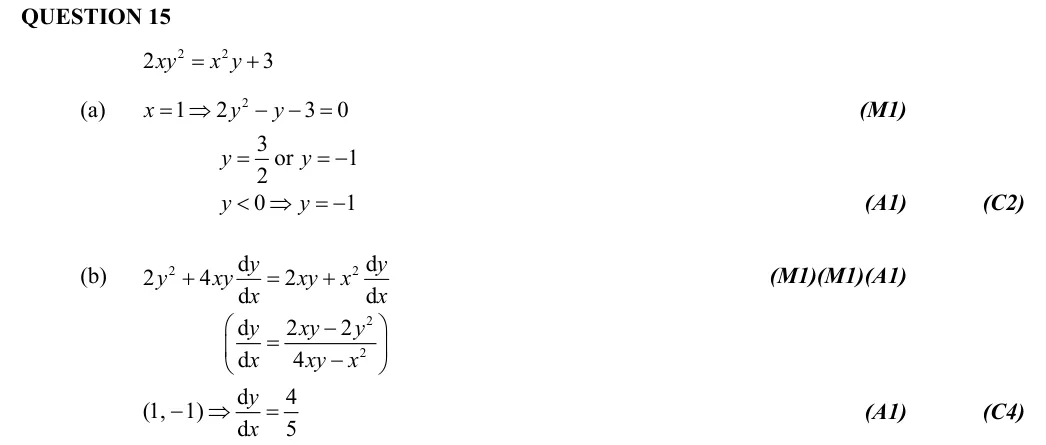 QUESTION 15
2xy² = x²y + 3
(a) x = 1 ⇒ 2y² − y − 3 = 0 (M1)
y = 3/2 or y = −1
y < 0 ⇒ y = −1 (A1) (C2)
(b) 2y² + 4xy dy/dx = 2xy + x² dy/dx (M1)(M1)(A1)
(dy/dx = (2xy − 2y²)/(4xy − x²))
(1, −1) ⇒ dy/dx = 4/5 (A1) (C4)